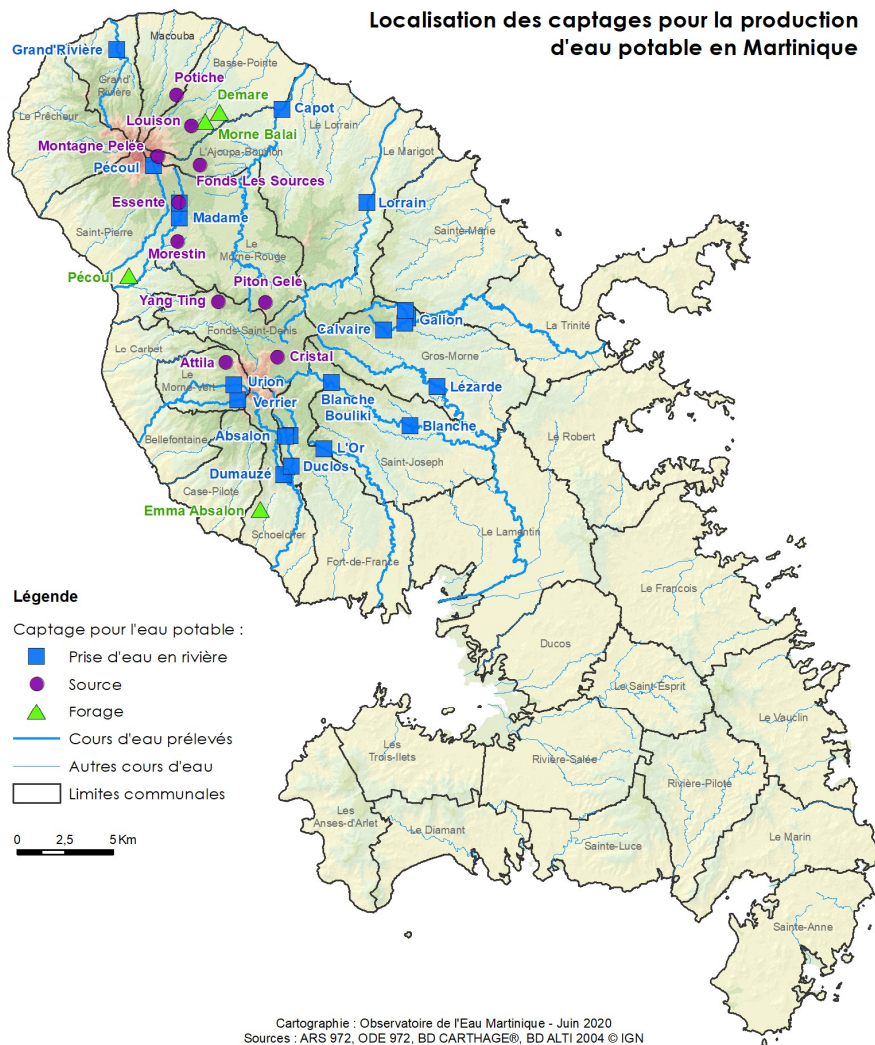 Localisation des captages pour la production
d'eau potable en Martinique
Grand'Rivière
Macouba
Basse-Pointe
Grand'
Rivière
Potiche
Demare
Capot
Le Prêcheur
Louison
Morne Balai
Le Lorrain
Montagne Pelée
L'Ajoupa-Bouillon
Le Marigot
Pécoul
Fonds Les Sources
Essente
Lorrain
Madame
Saint-Pierre
Sainte-Marie
Morestin
Le
Morne-Rouge
Pécoul
Piton Gelé
Yang Ting
Galion
Fonds-Saint-Denis
Calvaire
La Trinité
Le Carbet
Attila
Cristal
Gros-Morne
Le
Morne-Vert
Urion
Lézarde
Verrier
Blanche
Bouliki
Blanche
Bellefontaine
Absalon
L'Or
Le Robert
Saint-Joseph
Dumauzé
Duclos
Case-Pilote
Emma Absalon
Schoelcher
Le Lamentin
Fort-de-France
Le François
Légende
Captage pour l'eau potable :
Prise d'eau en rivière
Source
Forage
Cours d'eau prélevés
Autres cours d'eau
Limites communales
0 2,5 5 Km
Ducos
Le Saint-Esprit
Le Vauclin
Les
Trois-Ilets
Rivière-Salée
Rivière-Pilote
Les
Anses-d'Arlet
Le Diamant
Sainte-Luce
Le Marin
Sainte-Anne
Cartographie : Observatoire de l'Eau Martinique - Juin 2020
Sources : ARS 972, ODE 972, BD CARTHAGE®, BD ALTI 2004 © IGN